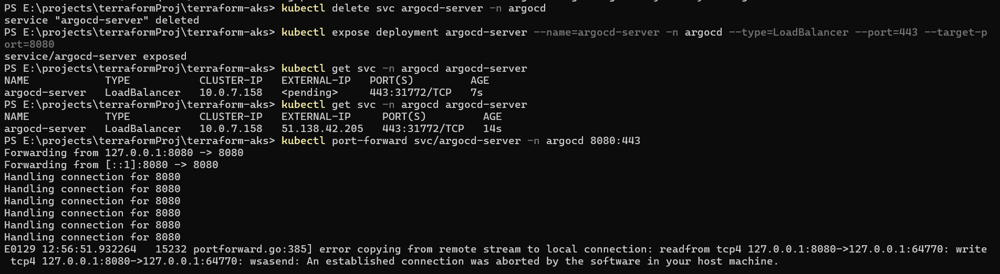 PS E:\projects\terraformProj\terraform-aks> kubectl delete svc argocd-server -n argocd
service "argocd-server" deleted
PS E:\projects\terraformProj\terraform-aks> kubectl expose deployment argocd-server --name=argocd-server -n argocd --type=LoadBalancer --port=443 --target-p
ort=8080
service/argocd-server exposed
PS E:\projects\terraformProj\terraform-aks> kubectl get svc -n argocd argocd-server
NAME            TYPE           CLUSTER-IP   EXTERNAL-IP   PORT(S)         AGE
argocd-server   LoadBalancer   10.0.7.158   <pending>     443:31772/TCP   7s
PS E:\projects\terraformProj\terraform-aks> kubectl get svc -n argocd argocd-server
NAME            TYPE           CLUSTER-IP   EXTERNAL-IP     PORT(S)         AGE
argocd-server   LoadBalancer   10.0.7.158   51.138.42.205   443:31772/TCP   14s
PS E:\projects\terraformProj\terraform-aks> kubectl port-forward svc/argocd-server -n argocd 8080:443
Forwarding from 127.0.0.1:8080 -> 8080
Forwarding from [::1]:8080 -> 8080
Handling connection for 8080
Handling connection for 8080
Handling connection for 8080
Handling connection for 8080
Handling connection for 8080
Handling connection for 8080
E0129 12:56:51.932264   15232 portforward.go:385] error copying from remote stream to local connection: readfrom tcp4 127.0.0.1:8080->127.0.0.1:64770: write
 tcp4 127.0.0.1:8080->127.0.0.1:64770: wsasend: An established connection was aborted by the software in your host machine.